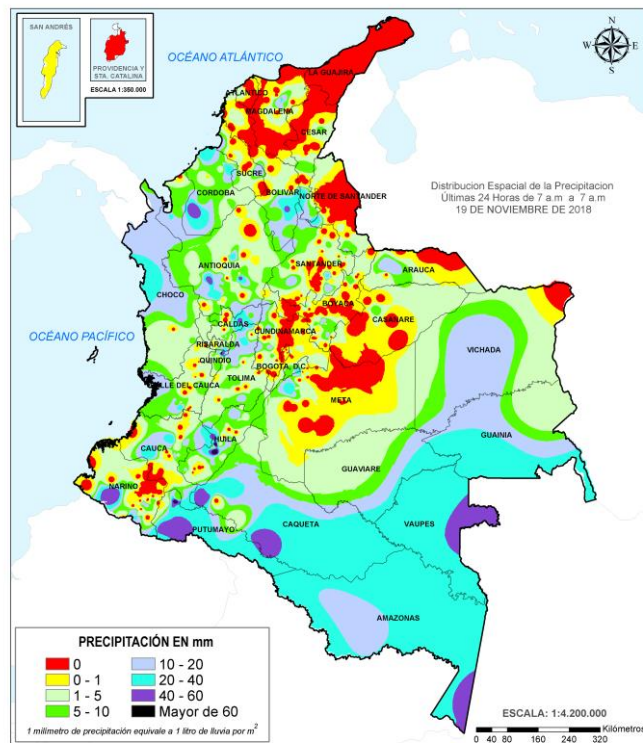 SAN ANDRÉS
PROVIDENCIA Y
STA. CATALINA
ESCALA 1:350.000
OCÉANO ATLÁNTICO
N
W E
S
LA GUAJIRA
ATLANTICO
MAGDALENA
CESAR
SUCRE
CORDOBA
BOLIVAR
NORTE DE SANTANDER
Distribucion Espacial de la Precipitacion
Últimas 24 Horas de 7 a.m a 7 a.m
19 DE NOVIEMBRE DE 2018
ANTIOQUIA
SANTANDER
ARAUCA
CHOCO
BOYACA
CASANARE
OCÉANO PACÍFICO
CALDAS
CUNDINAMARCA
RISARALDA
VICHADA
QUINDIO
BOGOTA, D.C.
VALLE DEL CAUCA
TOLIMA
META
GUAINIA
CAUCA
HUILA
GUAVIARE
NARIÑO
PUTUMAYO
CAQUETA
VAUPES
AMAZONAS
PRECIPITACIÓN EN mm
0 10 - 20
0 - 1 20 - 40
1 - 5 40 - 60
5 - 10 Mayor de 60
1 milímetro de precipitación equivale a 1 litro de lluvia por m2
ESCALA: 1:4.200.000
Kilómetros
0 40 80 160 240 320